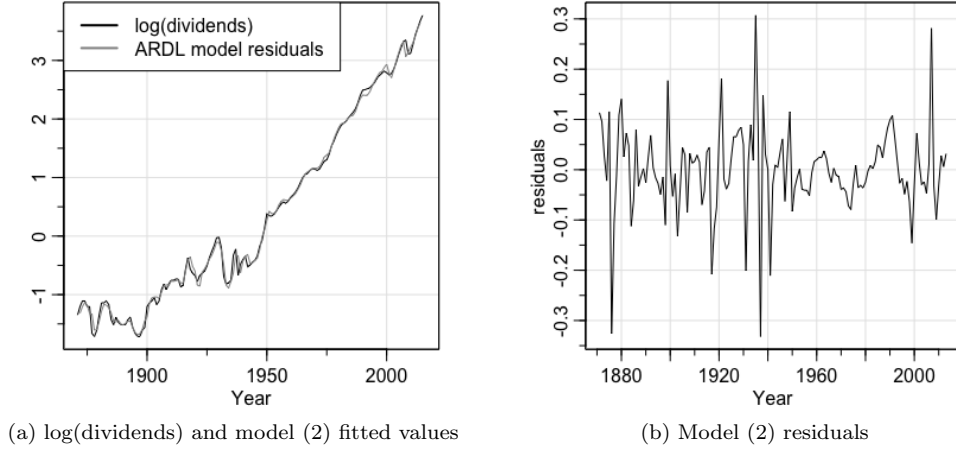 log(dividends)
ARDL model residuals
3
2
1
0
-1
1900
1950
2000
Year
residuals
0.3
0.2
0.1
0.0
-0.1
-0.2
-0.3
1880
1920
1960
2000
Year
(a) log(dividends) and model (2) fitted values
(b) Model (2) residuals